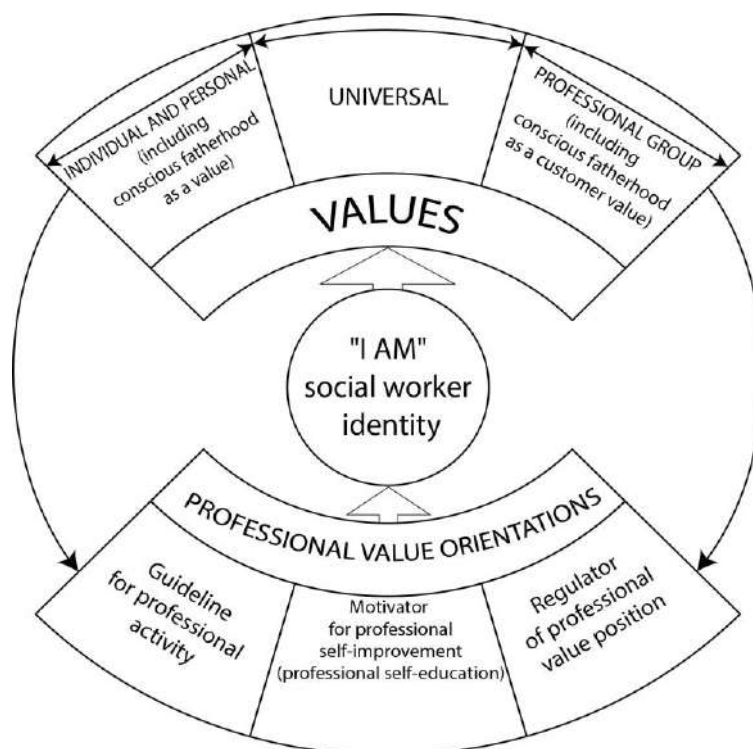 INDIVIDUAL AND PERSONAL
(including
conscious fatherhood
as a value)
UNIVERSAL
PROFESSIONAL GROUP
(including
conscious fatherhood
as a customer value)
VALUES
"I AM"
social worker
identity
PROFESSIONAL VALUE ORIENTATIONS
Guideline
for professional
activity
Motivator
for professional
self-improvement
(professional self-education)
Regulator
of professional
value position